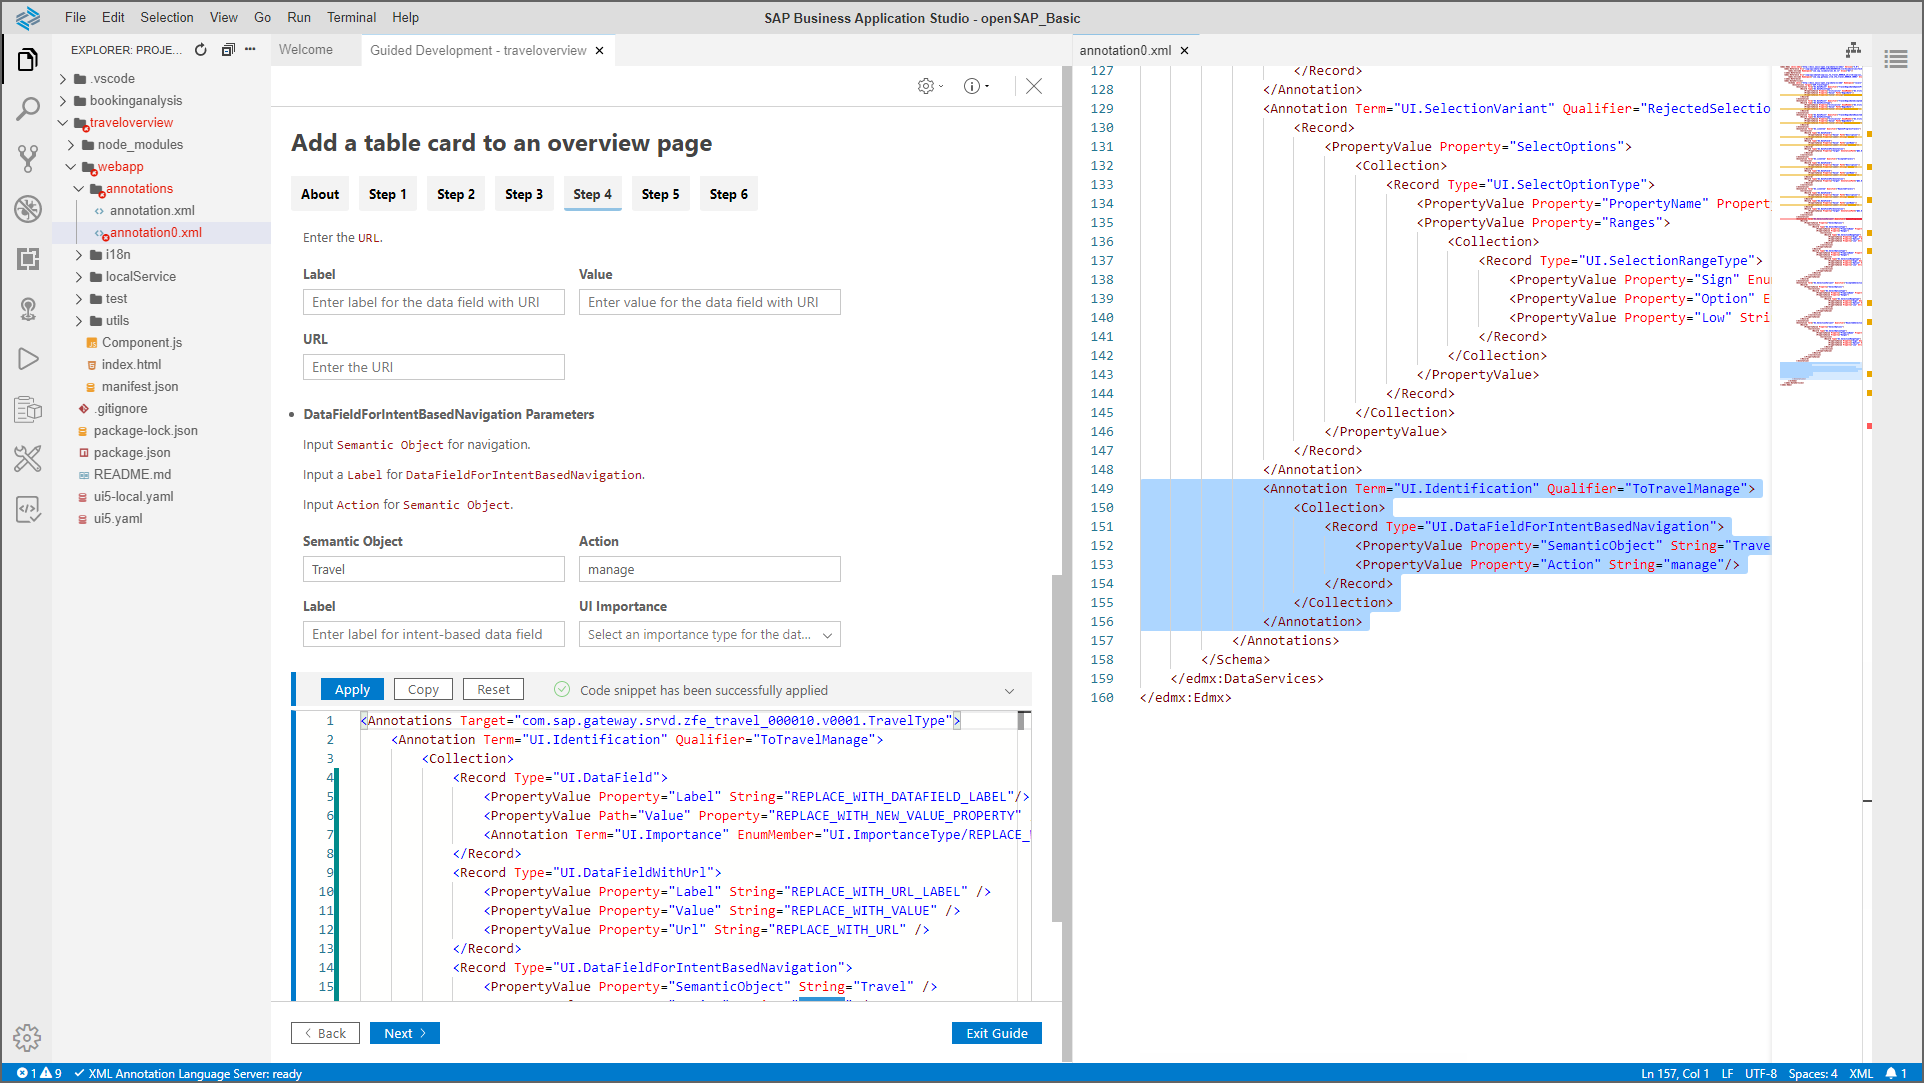 File Edit Selection View Go Run Terminal Help
SAP Business Application Studio - openSAP_Basic
EXPLORER: PROJE...
.vscode
bookinganalysis
traveloverview
node_modules
webapp
annotations
annotation.xml
annotation0.xml
i18n
localService
test
utils
Component.js
index.html
manifest.json
.gitignore
package-lock.json
package.json
README.md
ui5-local.yaml
ui5.yaml
Welcome
Guided Development - traveloverview
Add a table card to an overview page
About Step 1 Step 2 Step 3 Step 4 Step 5 Step 6
Enter the URL.
Label Value
Enter label for the data field with URI Enter value for the data field with URI
URL
Enter the URI
DataFieldForIntentBasedNavigation Parameters
Input Semantic Object for navigation.
Input a Label for DataFieldForIntentBasedNavigation.
Input Action for Semantic Object.
Semantic Object Action
Travel manage
Label UI Importance
Enter label for intent-based data field Select an importance type for the dat...
Apply Copy Reset Code snippet has been successfully applied
1 <Annotations Target="com.sap.gateway.srvd.zfe_travel_000010.v0001.TravelType">
2 <Annotation Term="UI.Identification" Qualifier="ToTravelManage">
3 <Collection>
4 <Record Type="UI.DataField">
5 <PropertyValue Property="Label" String="REPLACE_WITH_DATAFIELD_LABEL"/>
6 <PropertyValue Path="Value" Property="REPLACE_WITH_NEW_VALUE_PROPERTY"
7 <Annotation Term="UI.Importance" EnumMember="UI.ImportanceType/REPLACE_
8 </Record>
9 <Record Type="UI.DataFieldWithUrl">
10 <PropertyValue Property="Label" String="REPLACE_WITH_URL_LABEL" />
11 <PropertyValue Property="Value" String="REPLACE_WITH_VALUE" />
12 <PropertyValue Property="Url" String="REPLACE_WITH_URL" />
13 </Record>
14 <Record Type="UI.DataFieldForIntentBasedNavigation">
15 <PropertyValue Property="SemanticObject" String="Travel" />
Back Next Exit Guide
annotation0.xml
127 </Record>
128 </Annotation>
129 <Annotation Term="UI.SelectionVariant" Qualifier="RejectedSelectio
130 <Record>
131 <PropertyValue Property="SelectOptions">
132 <Collection>
133 <Record Type="UI.SelectOptionType">
134 <PropertyValue Property="PropertyName" Propert
135 <PropertyValue Property="Ranges">
136 <Collection>
137 <Record Type="UI.SelectionRangeType">
138 <PropertyValue Property="Sign" Enu
139 <PropertyValue Property="Option" E
140 <PropertyValue Property="Low" Stri
141 </Record>
142 </Collection>
143 </PropertyValue>
144 </Record>
145 </Collection>
146 </PropertyValue>
147 </Record>
148 </Annotation>
149 <Annotation Term="UI.Identification" Qualifier="ToTravelManage">
150 <Collection>
151 <Record Type="UI.DataFieldForIntentBasedNavigation">
152 <PropertyValue Property="SemanticObject" String="Trave
153 <PropertyValue Property="Action" String="manage"/>
154 </Record>
155 </Collection>
156 </Annotation>
157 </Annotations>
158 </Schema>
159 </edmx:DataServices>
160 </edmx:Edmx>
1 9 XML Annotation Language Server: ready
Ln 157, Col 1 LF UTF-8 Spaces: 4 XML 1